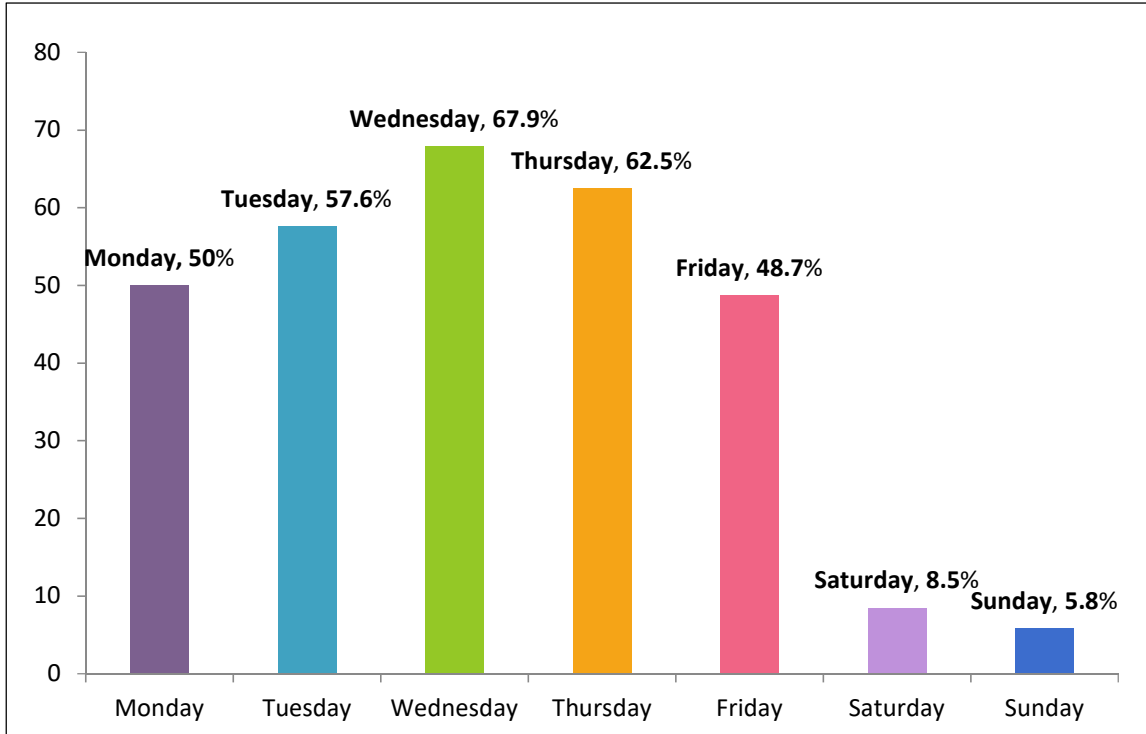 80
70
60
50
40
30
20
10
0
Monday, 50%
Tuesday, 57.6%
Wednesday, 67.9%
Thursday, 62.5%
Friday, 48.7%
Saturday, 8.5%
Sunday, 5.8%
Monday
Tuesday
Wednesday
Thursday
Friday
Saturday
Sunday